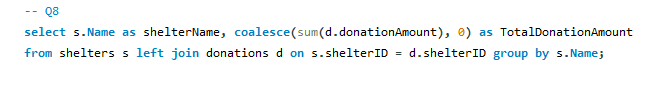 -- Q8
select s.Name as shelterName, coalesce(sum(d.donationAmount), 0) as TotalDonationAmount
from shelters s left join donations d on s.shelterID = d.shelterID group by s.Name;